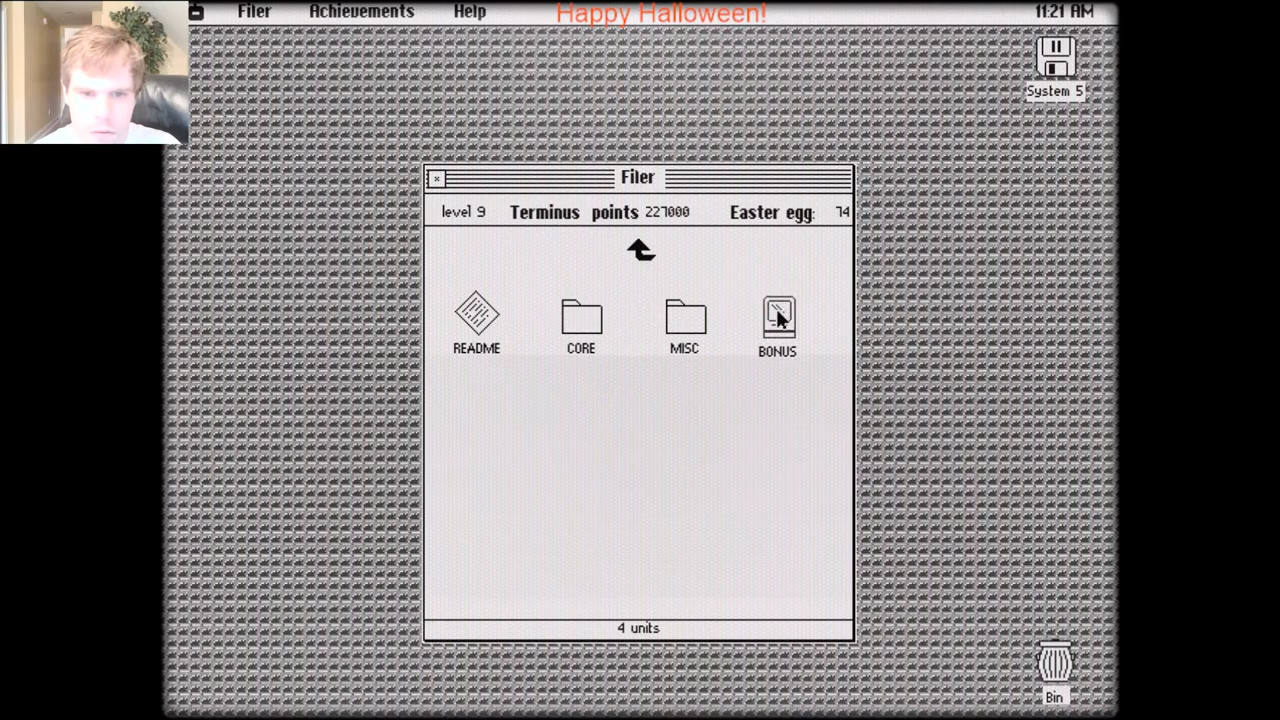 Filer Achievements Help Happy Halloween! 11:21 AM
System 5
Filer
level 9 Terminus points 227000 Easter egg: 74
README CORE MISC BONUS
4 units
Bin